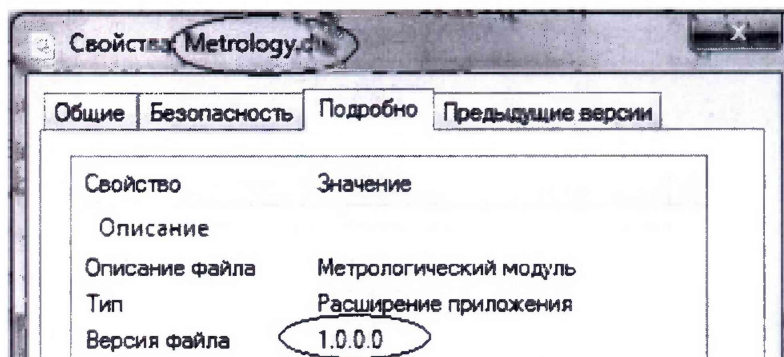 Свойства: Metrology.d
Общие Безопасность Подробно Предыдущие версии
Свойство Значение
Описание
Описание файла Метрологический модуль
Тип Расширение приложения
Версия файла 1.0.0.0